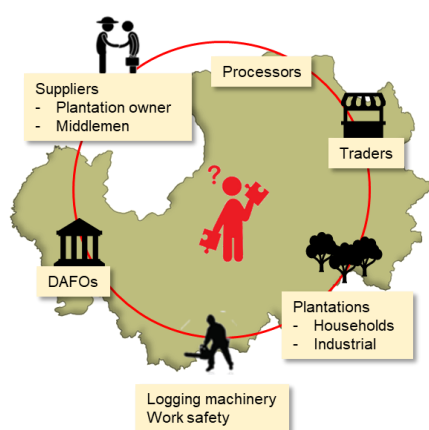 Suppliers
- Plantation owner
- Middlemen
Processors
Traders
?
DAFOs
Plantations
- Households
- Industrial
Logging machinery
Work safety